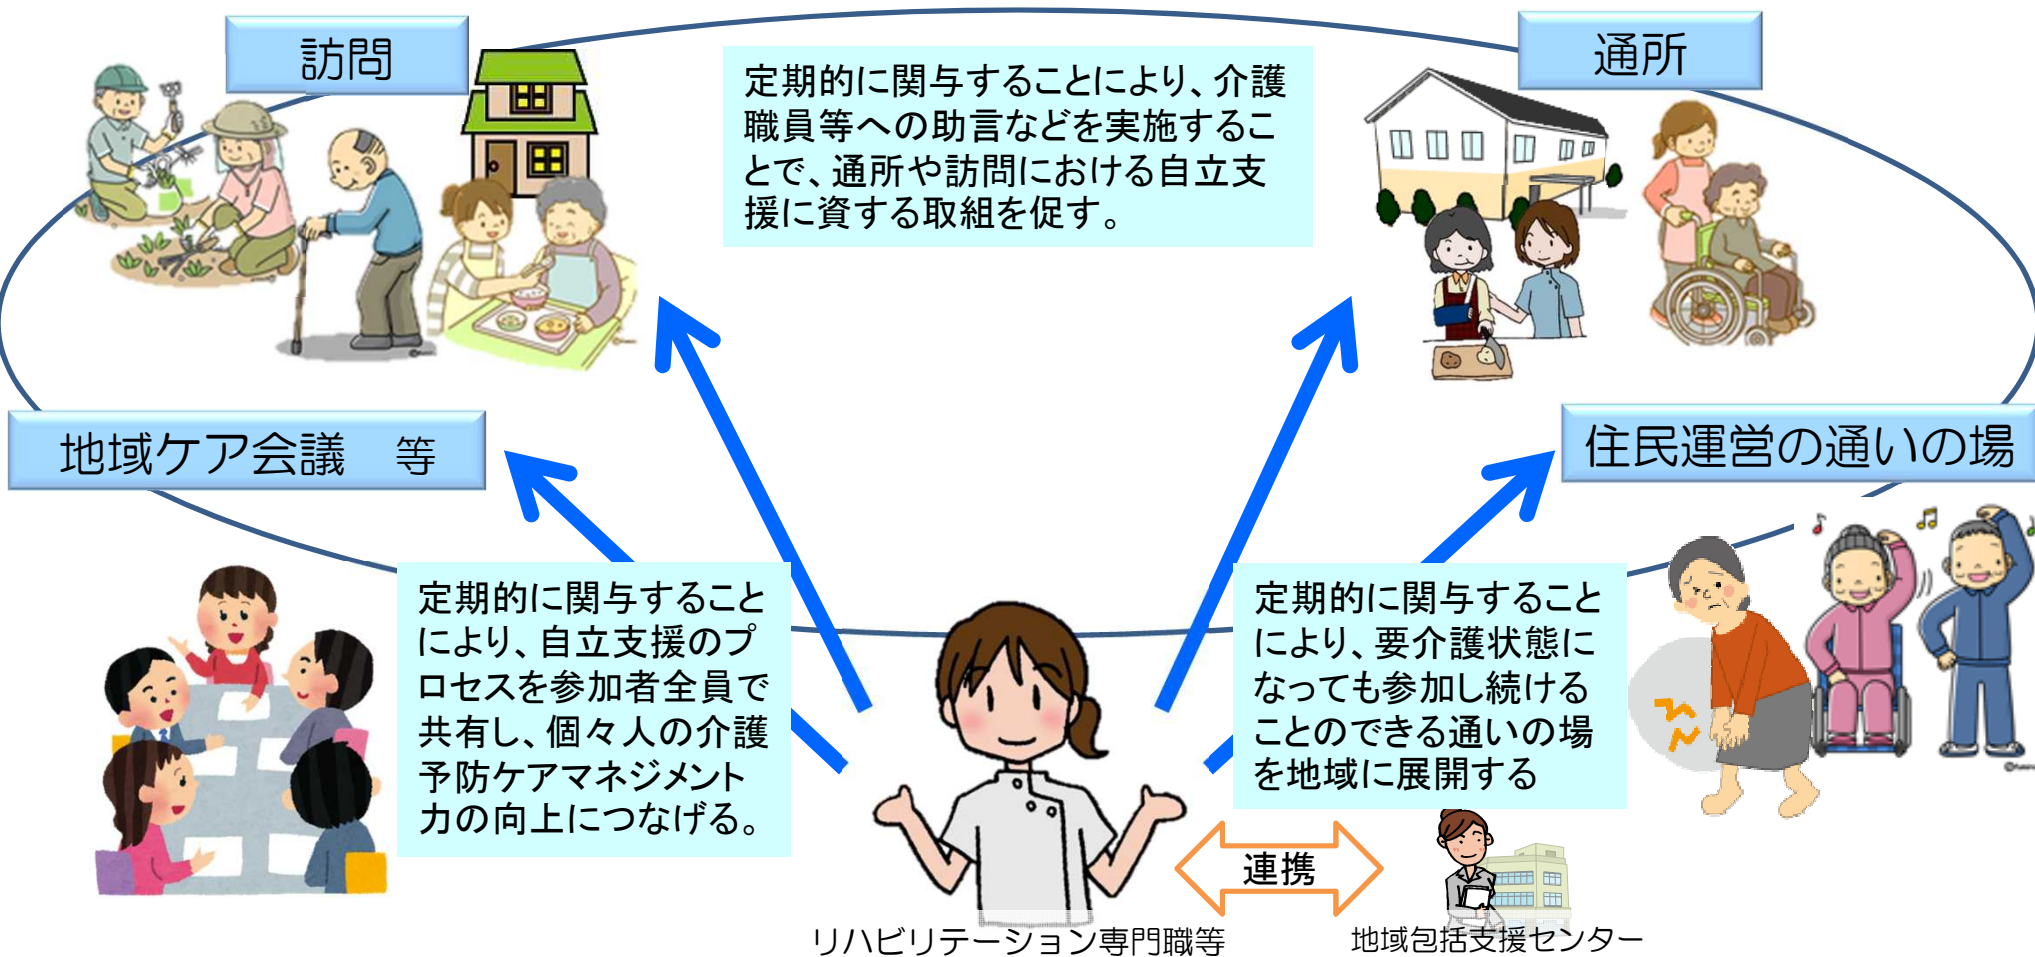 訪問
定期的に関与することにより、介護
職員等への助言などを実施するこ
とで、通所や訪問における自立支
援に資する取組を促す。
通所
地域ケア会議　等
住民運営の通いの場
定期的に関与すること
により、自立支援のプ
ロセスを参加者全員で
共有し、個々人の介護
予防ケアマネジメント
力の向上につなげる。
定期的に関与すること
により、要介護状態に
なっても参加し続ける
ことのできる通いの場
を地域に展開する
連携
リハビリテーション専門職等
地域包括支援センター